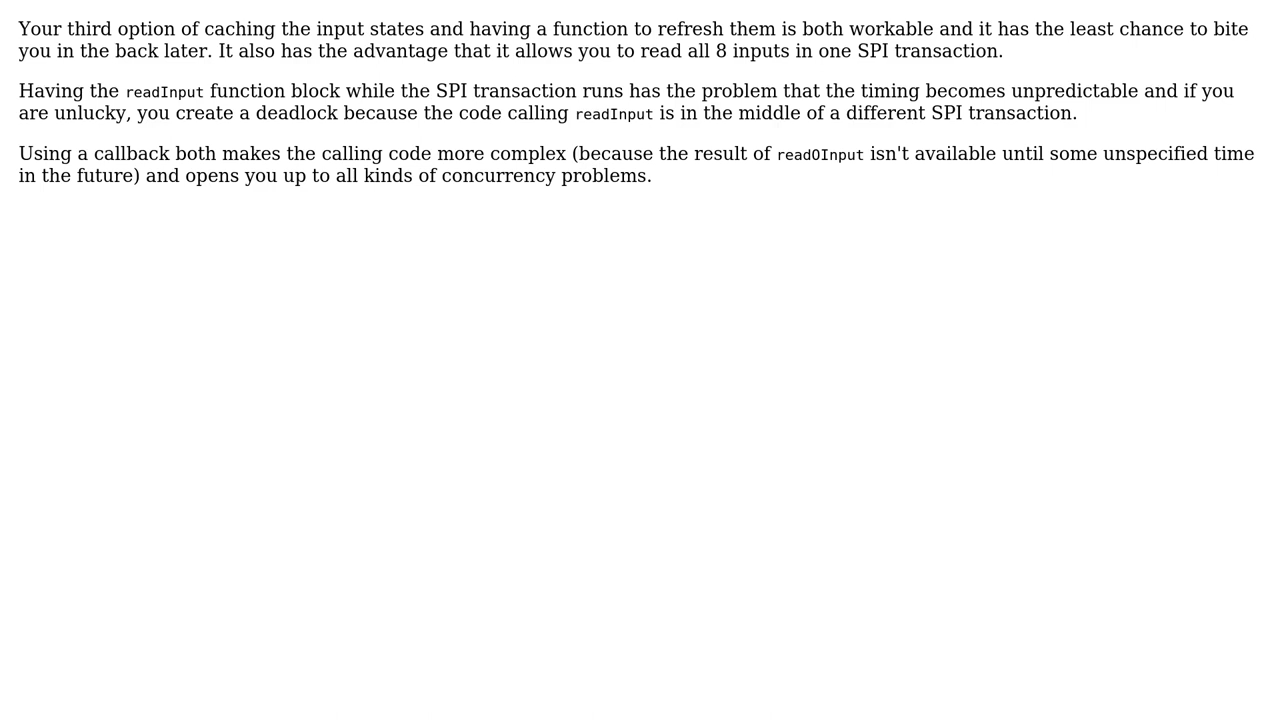 Your third option of caching the input states and having a function to refresh them is both workable and it has the least chance to bite
you in the back later. It also has the advantage that it allows you to read all 8 inputs in one SPI transaction.
Having the readInput function block while the SPI transaction runs has the problem that the timing becomes unpredictable and if you
are unlucky, you create a deadlock because the code calling readInput is in the middle of a different SPI transaction.
Using a callback both makes the calling code more complex (because the result of readOInput isn't available until some unspecified time
in the future) and opens you up to all kinds of concurrency problems.